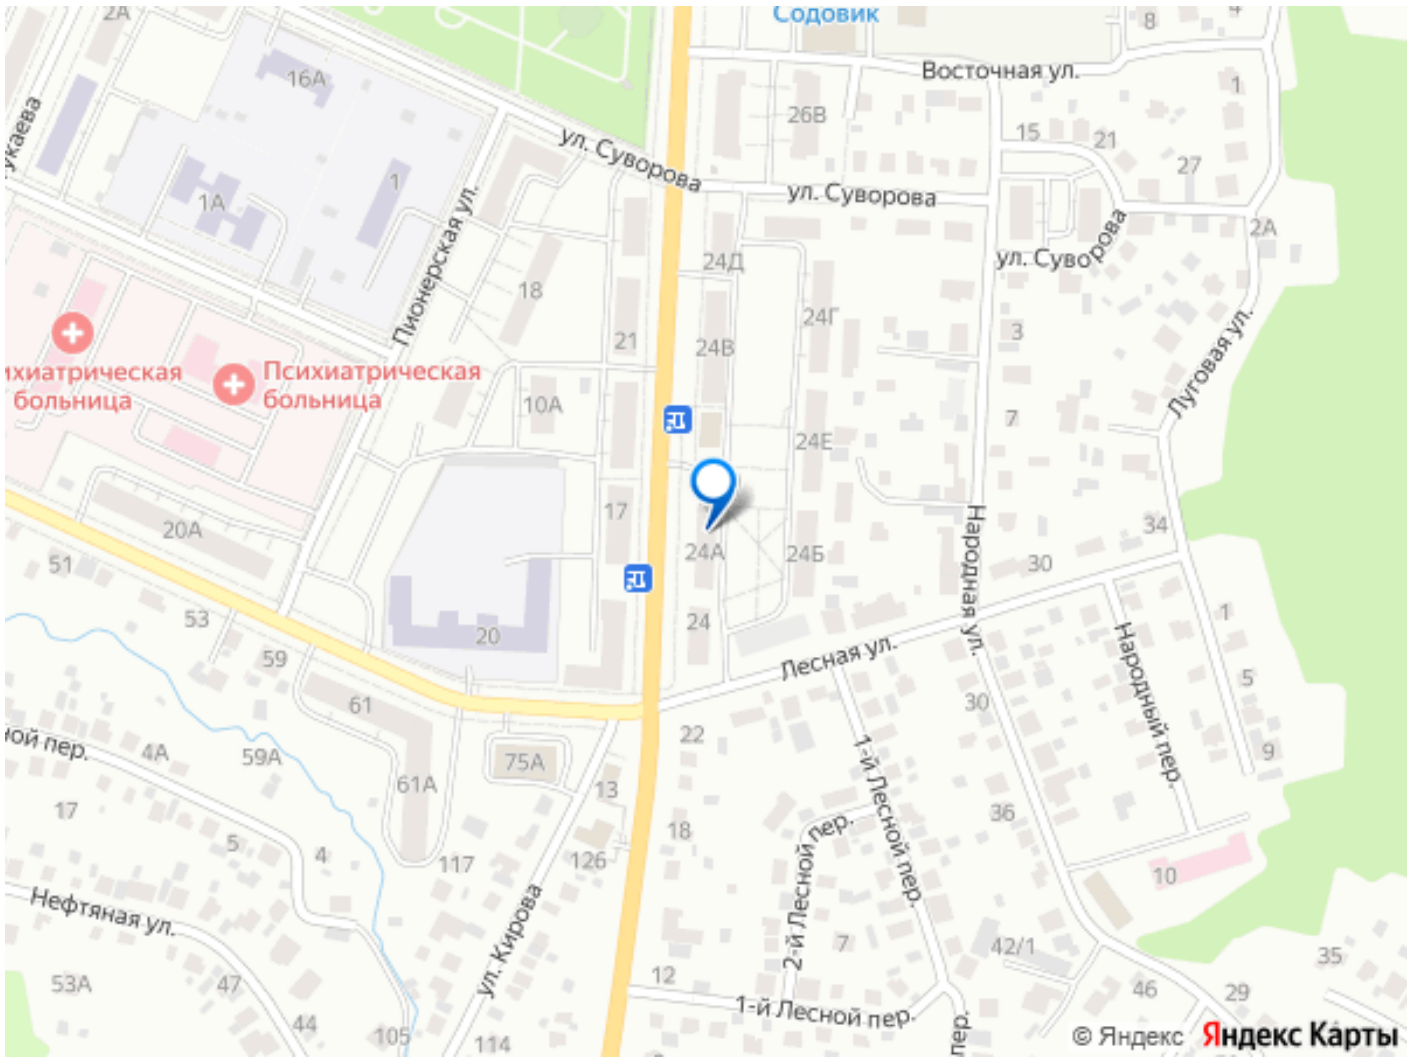 2А
Содовик
8
4
16А
Восточная ул.
1
26В
15
21
ул. Суворова
27
1
1А
ул. Суворова
2А
Пионерская ул.
ул. Суворова
24Д
18
24Г
3
21
24В
Луговая ул.
Психиатрическая
больница
больница
10А
7
24Е
17
34
20А
24А
24Б
Народная ул.
30
51
53
20
24
1
Лесная ул.
Народный пер.
59
5
61
30
22
9
4А
59А
75А
61А
13
1-й Лесной пер.
17
18
36
2-й Лесной пер.
5
4
117
126
10
Нефтяная ул.
ул. Кирова
7
42/1
35
53А
47
12
46
29
1-й Лесной пер.
44
105
114
пер.
© Яндекс Яндекс Карты